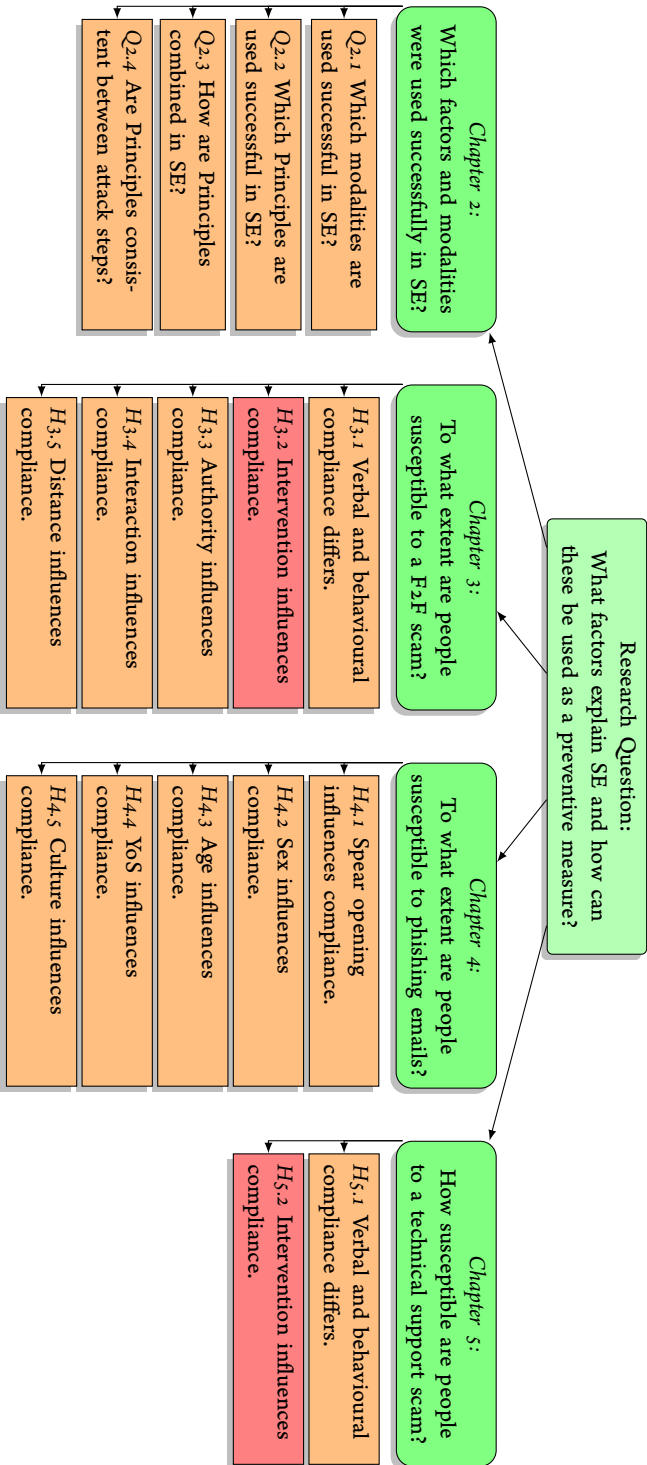 Research Question:
What factors explain SE and how can
these be used as a preventive measure?
Chapter 2:
Which factors and modalities
were used successfully in SE?
Q2.1 Which modalities are
used successful in SE?
Q2.2 Which Principles are
used successful in SE?
Q2.3 How are Principles
combined in SE?
Q2.4 Are Principles consis-
tent between attack steps?
Chapter 3:
To what extent are people
susceptible to a F2F scam?
H3.1 Verbal and behavioural
compliance differs.
H3.2 Intervention influences
compliance.
H3.3 Authority influences
compliance.
H3.4 Interaction influences
compliance.
H3.5 Distance influences
compliance.
Chapter 4:
To what extent are people
susceptible to phishing emails?
H4.1 Spear opening
influences compliance.
H4.2 Sex influences
compliance.
H4.3 Age influences
compliance.
H4.4 YoS influences
compliance.
H4.5 Culture influences
compliance.
Chapter 5:
How susceptible are people
to a technical support scam?
H5.1 Verbal and behavioural
compliance differs.
H5.2 Intervention influences
compliance.